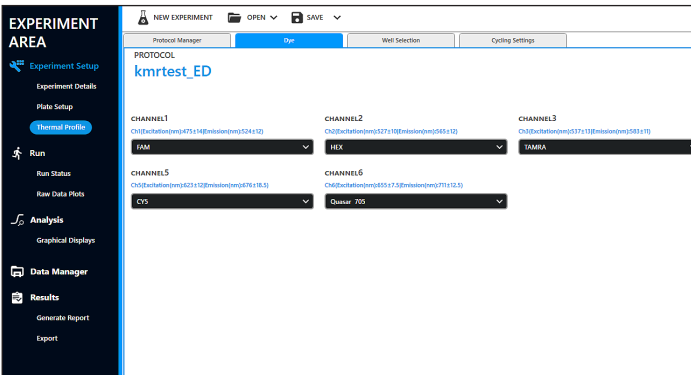 EXPERIMENT
AREA
Experiment Setup
Experiment Details
Plate Setup
Thermal Profile
Run
Run Status
Raw Data Plots
Analysis
Graphical Displays
Data Manager
Results
Generate Report
Export
NEW EXPERIMENT OPEN SAVE
Protocol Manager Dye Well Selection Cycling Settings
PROTOCOL
kmrtest_ED
CHANNEL1 CHANNEL2 CHANNEL3
Ch1(Excitation(nm):475±14|Emission(nm):524±12) Ch2(Excitation(nm):527±10|Emission(nm):565±12) Ch3(Excitation(nm):537±13|Emission(nm):583±11)
FAM HEX TAMRA
CHANNEL5 CHANNEL6
Ch5(Excitation(nm):623±12|Emission(nm):676±18.5) Ch6(Excitation(nm):655±7.5|Emission(nm):711±12.5)
CY5 Quasar 705